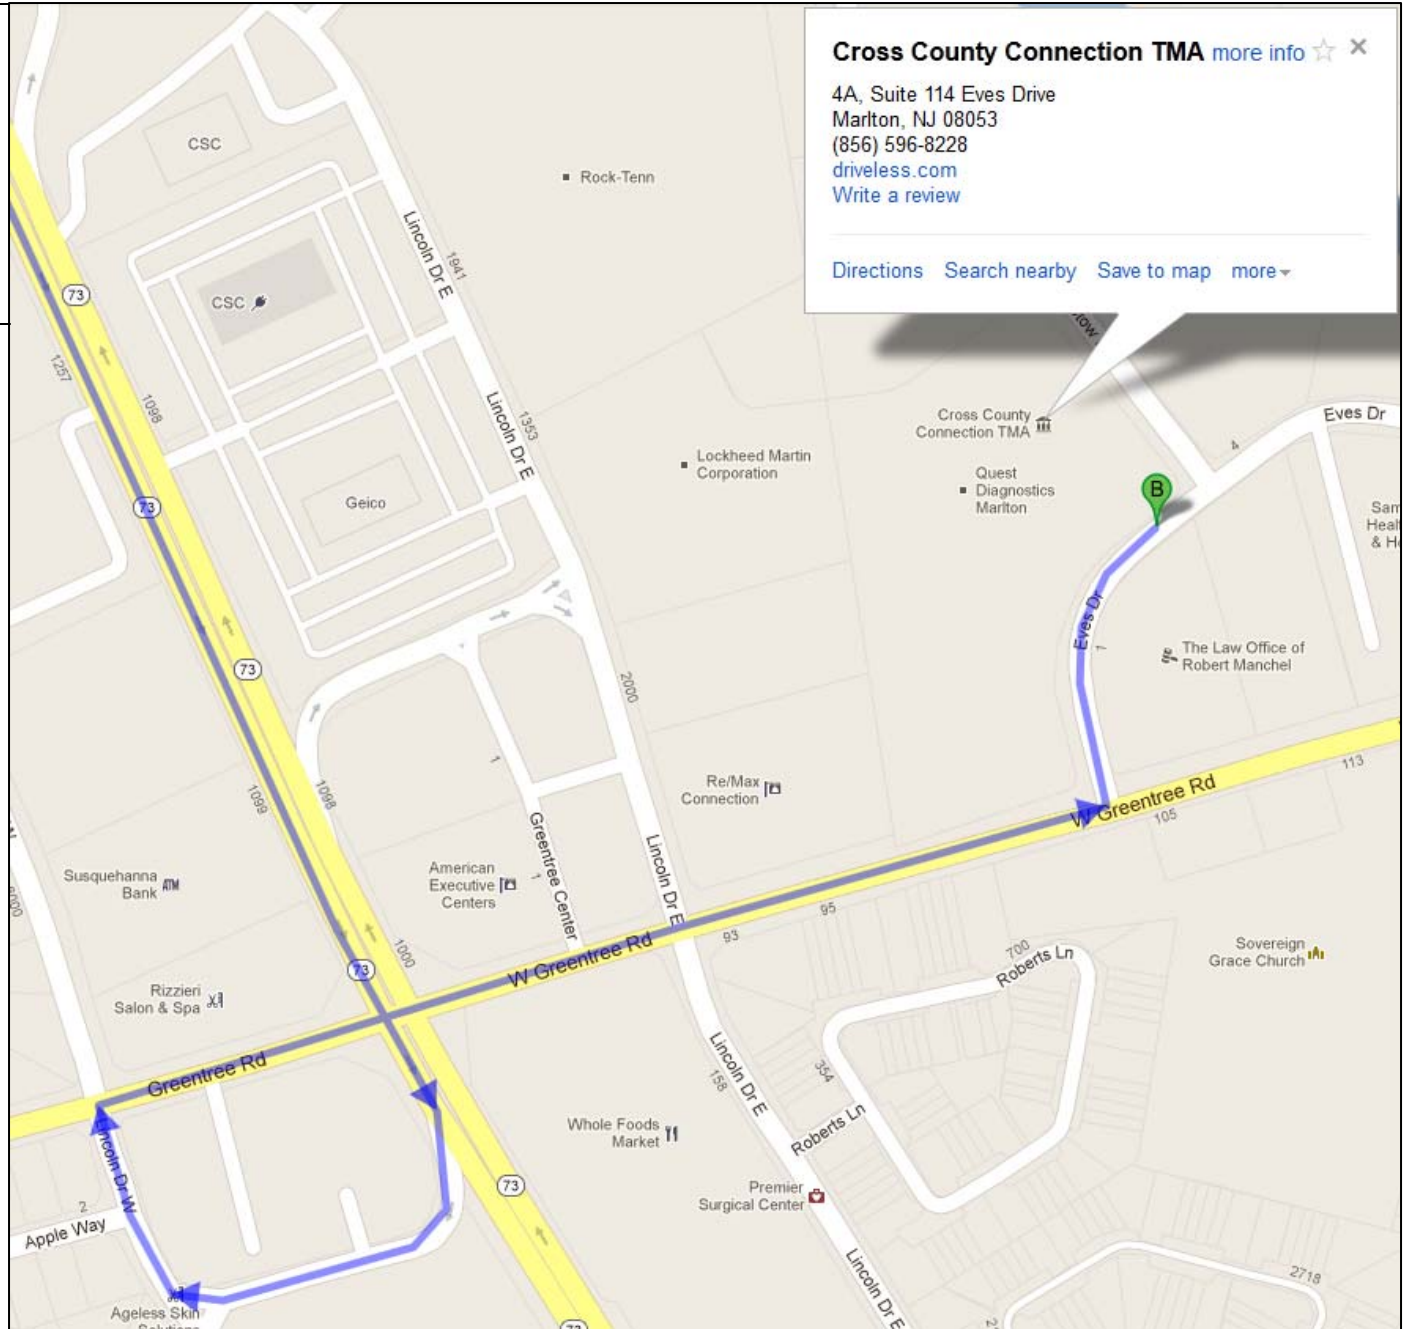 Cross County Connection TMA more info
4A, Suite 114 Eves Drive
Marlton, NJ 08053
(856) 596-8228
driveless.com
Write a review
Directions Search nearby Save to map more
CSC
Rock-Tenn
Lincoln Dr E
1941
73
CSC
1257
1098
Lincoln Dr E
1353
Cross County
Connection TMA
Eves Dr
4
Lockheed Martin
Corporation
Quest
Diagnostics
Marlton
B
Geico
73
Eves Dr
1
The Law Office of
Robert Manchel
73
2000
1
1099
1098
Re/Max
Connection
W Greentree Rd
113
105
Greentree Center
1
Lincoln Dr E
American
Executive
Centers
Susquehanna
Bank ATM
95
93
W Greentree Rd
1000
73
700
Roberts Ln
Sovereign
Grace Church
Rizzieri
Salon & Spa
Greentree Rd
Lincoln Dr E
158
354
Roberts Ln
Whole Foods
Market
Lincoln Dr W
2
Apple Way
73
Premier
Surgical Center
Lincoln Dr E
2718
Ageless Skin
73